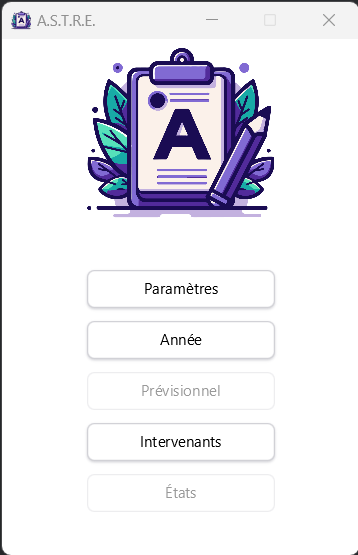 A.S.T.R.E.
A
Paramètres
Année
Prévisionnel
Intervenants
États